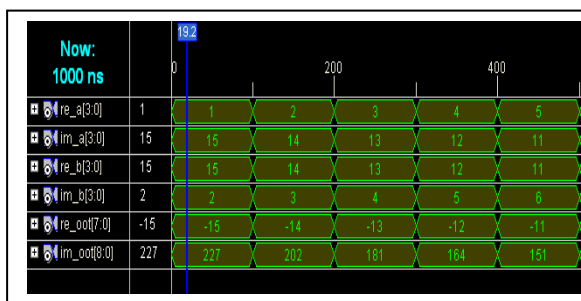 19.2
Now:
1000 ns
0 200 400
re_a[3:0] 1 1 2 3 4 5
im_a[3:0] 15 15 14 13 12 11
re_b[3:0] 15 15 14 13 12 11
im_b[3:0] 2 2 3 4 5 6
re_oot[7:0] -15 -15 -14 -13 -12 -11
im_oot[8:0] 227 227 202 181 164 151